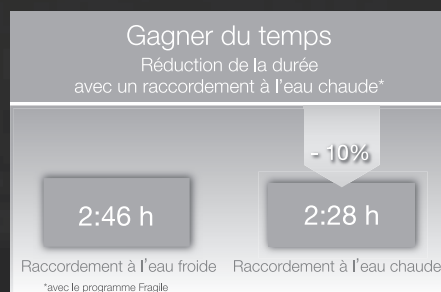 Gagner du temps
Réduction de la durée
avec un raccordement à l'eau chaude*
- 10%
2:46 h
2:28 h
Raccordement à l'eau froide
Raccordement à l'eau chaude
*avec le programme Fragile